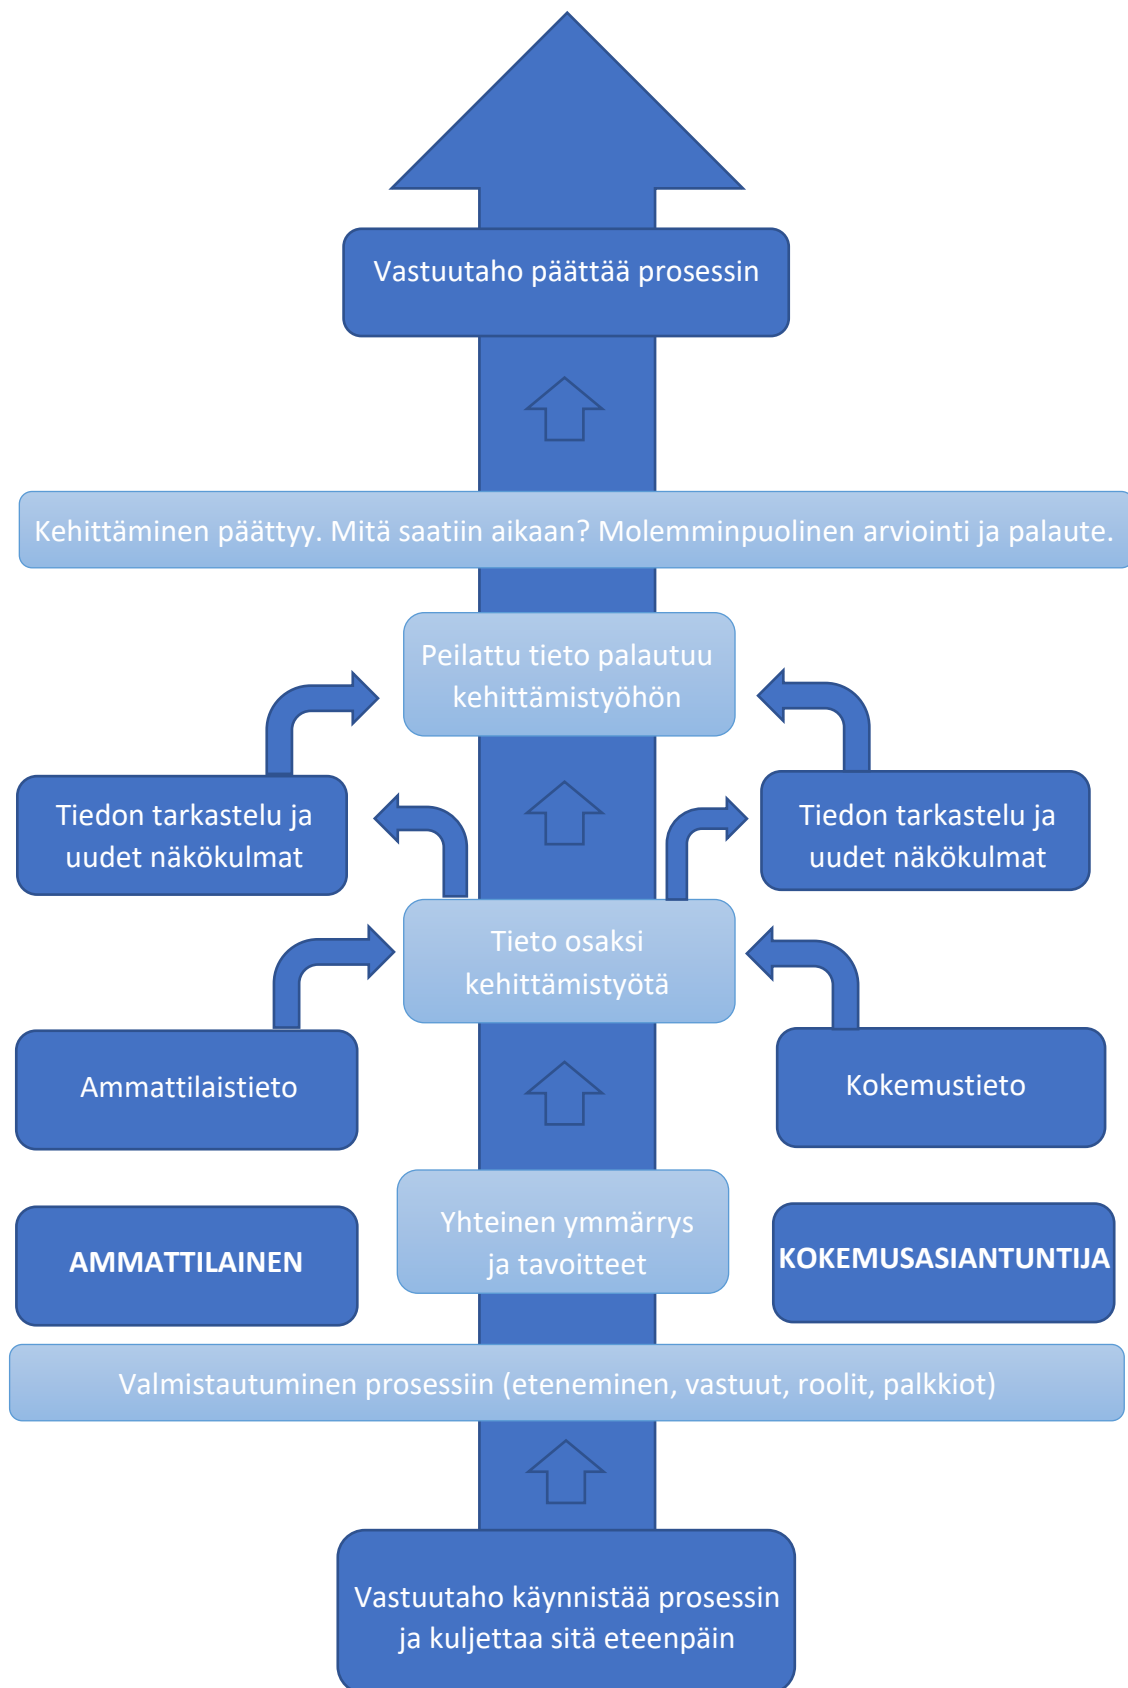 Vastuutaho päättää prosessin
Kehittäminen päättyy. Mitä saatiin aikaan? Molemminpuolinen arviointi ja palaute.
Peilattu tieto palautuu
kehittämistyöhön
Tiedon tarkastelu ja
uudet näkökulmat
Tiedon tarkastelu ja
uudet näkökulmat
Tieto osaksi
kehittämistyötä
Ammattilaistieto
Kokemustieto
AMMATTILAINEN
Yhteinen ymmärrys
ja tavoitteet
KOKEMUSASIANTUNTIJA
Valmistautuminen prosessiin (eteneminen, vastuut, roolit, palkkiot)
Vastuutaho käynnistää prosessin
ja kuljettaa sitä eteenpäin